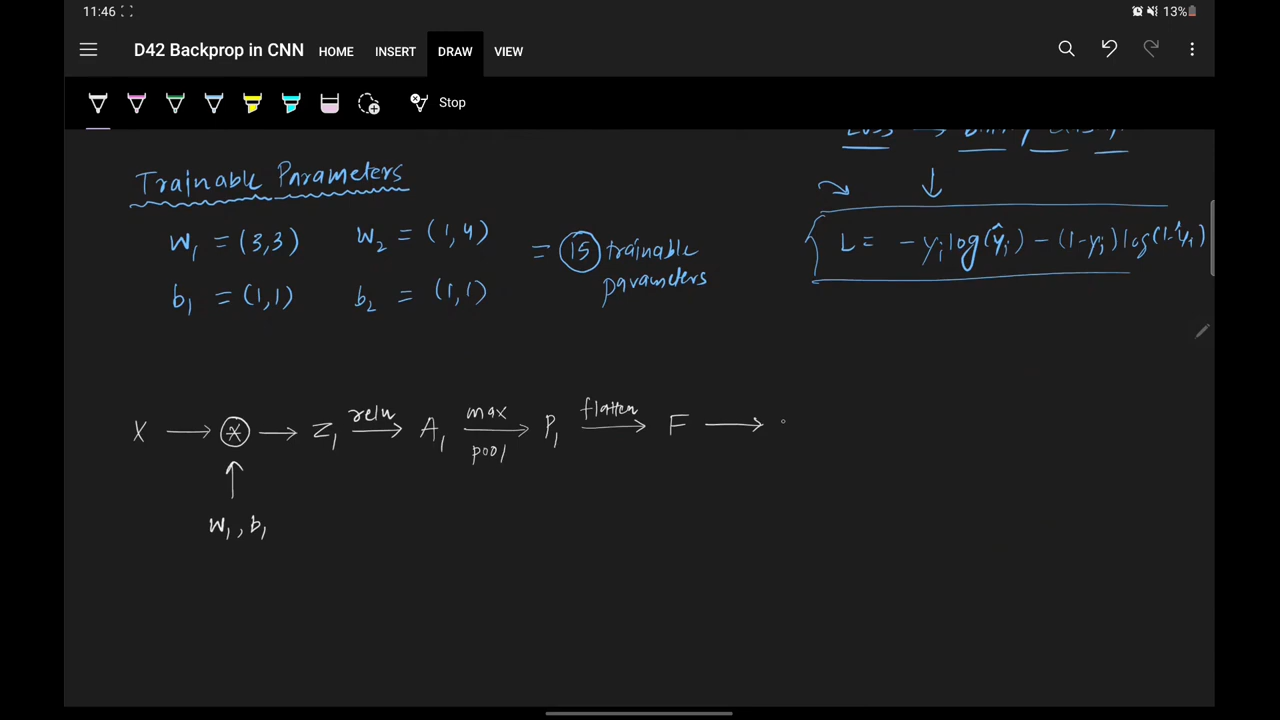 11:46 13%
D42 Backprop in CNN HOME INSERT DRAW VIEW
Stop
Loss →
Trainable Parameters
W₁ = (3,3) W₂ = (1,4) = 15 trainable parameters
b₁ = (1,1) b₂ = (1,1)
L = - yᵢ log(ŷᵢ) - (1-yᵢ) log(1-ŷᵢ)
X → * → Z₁ relu → A₁ max pool → P₁ flatten → F →
W₁, b₁